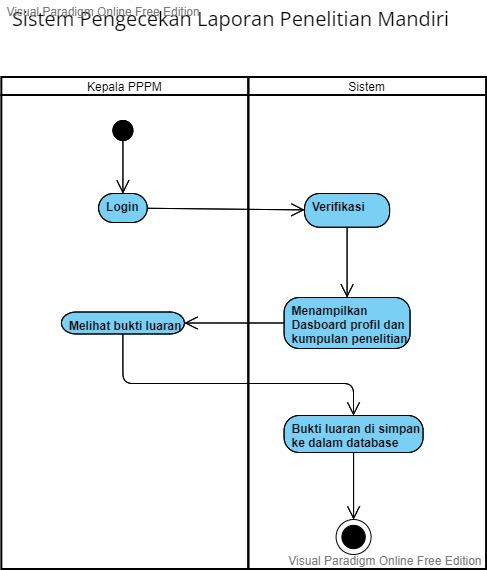 Visual Paradigm Online Free Edition
Sistem Pengecekan Laporan Penelitian Mandiri
Kepala PPPM
Sistem
Login
Verifikasi
Menampilkan
Dasboard profil dan
kumpulan penelitian
Melihat bukti luaran
Bukti luaran di simpan
ke dalam database
Visual Paradigm Online Free Edition